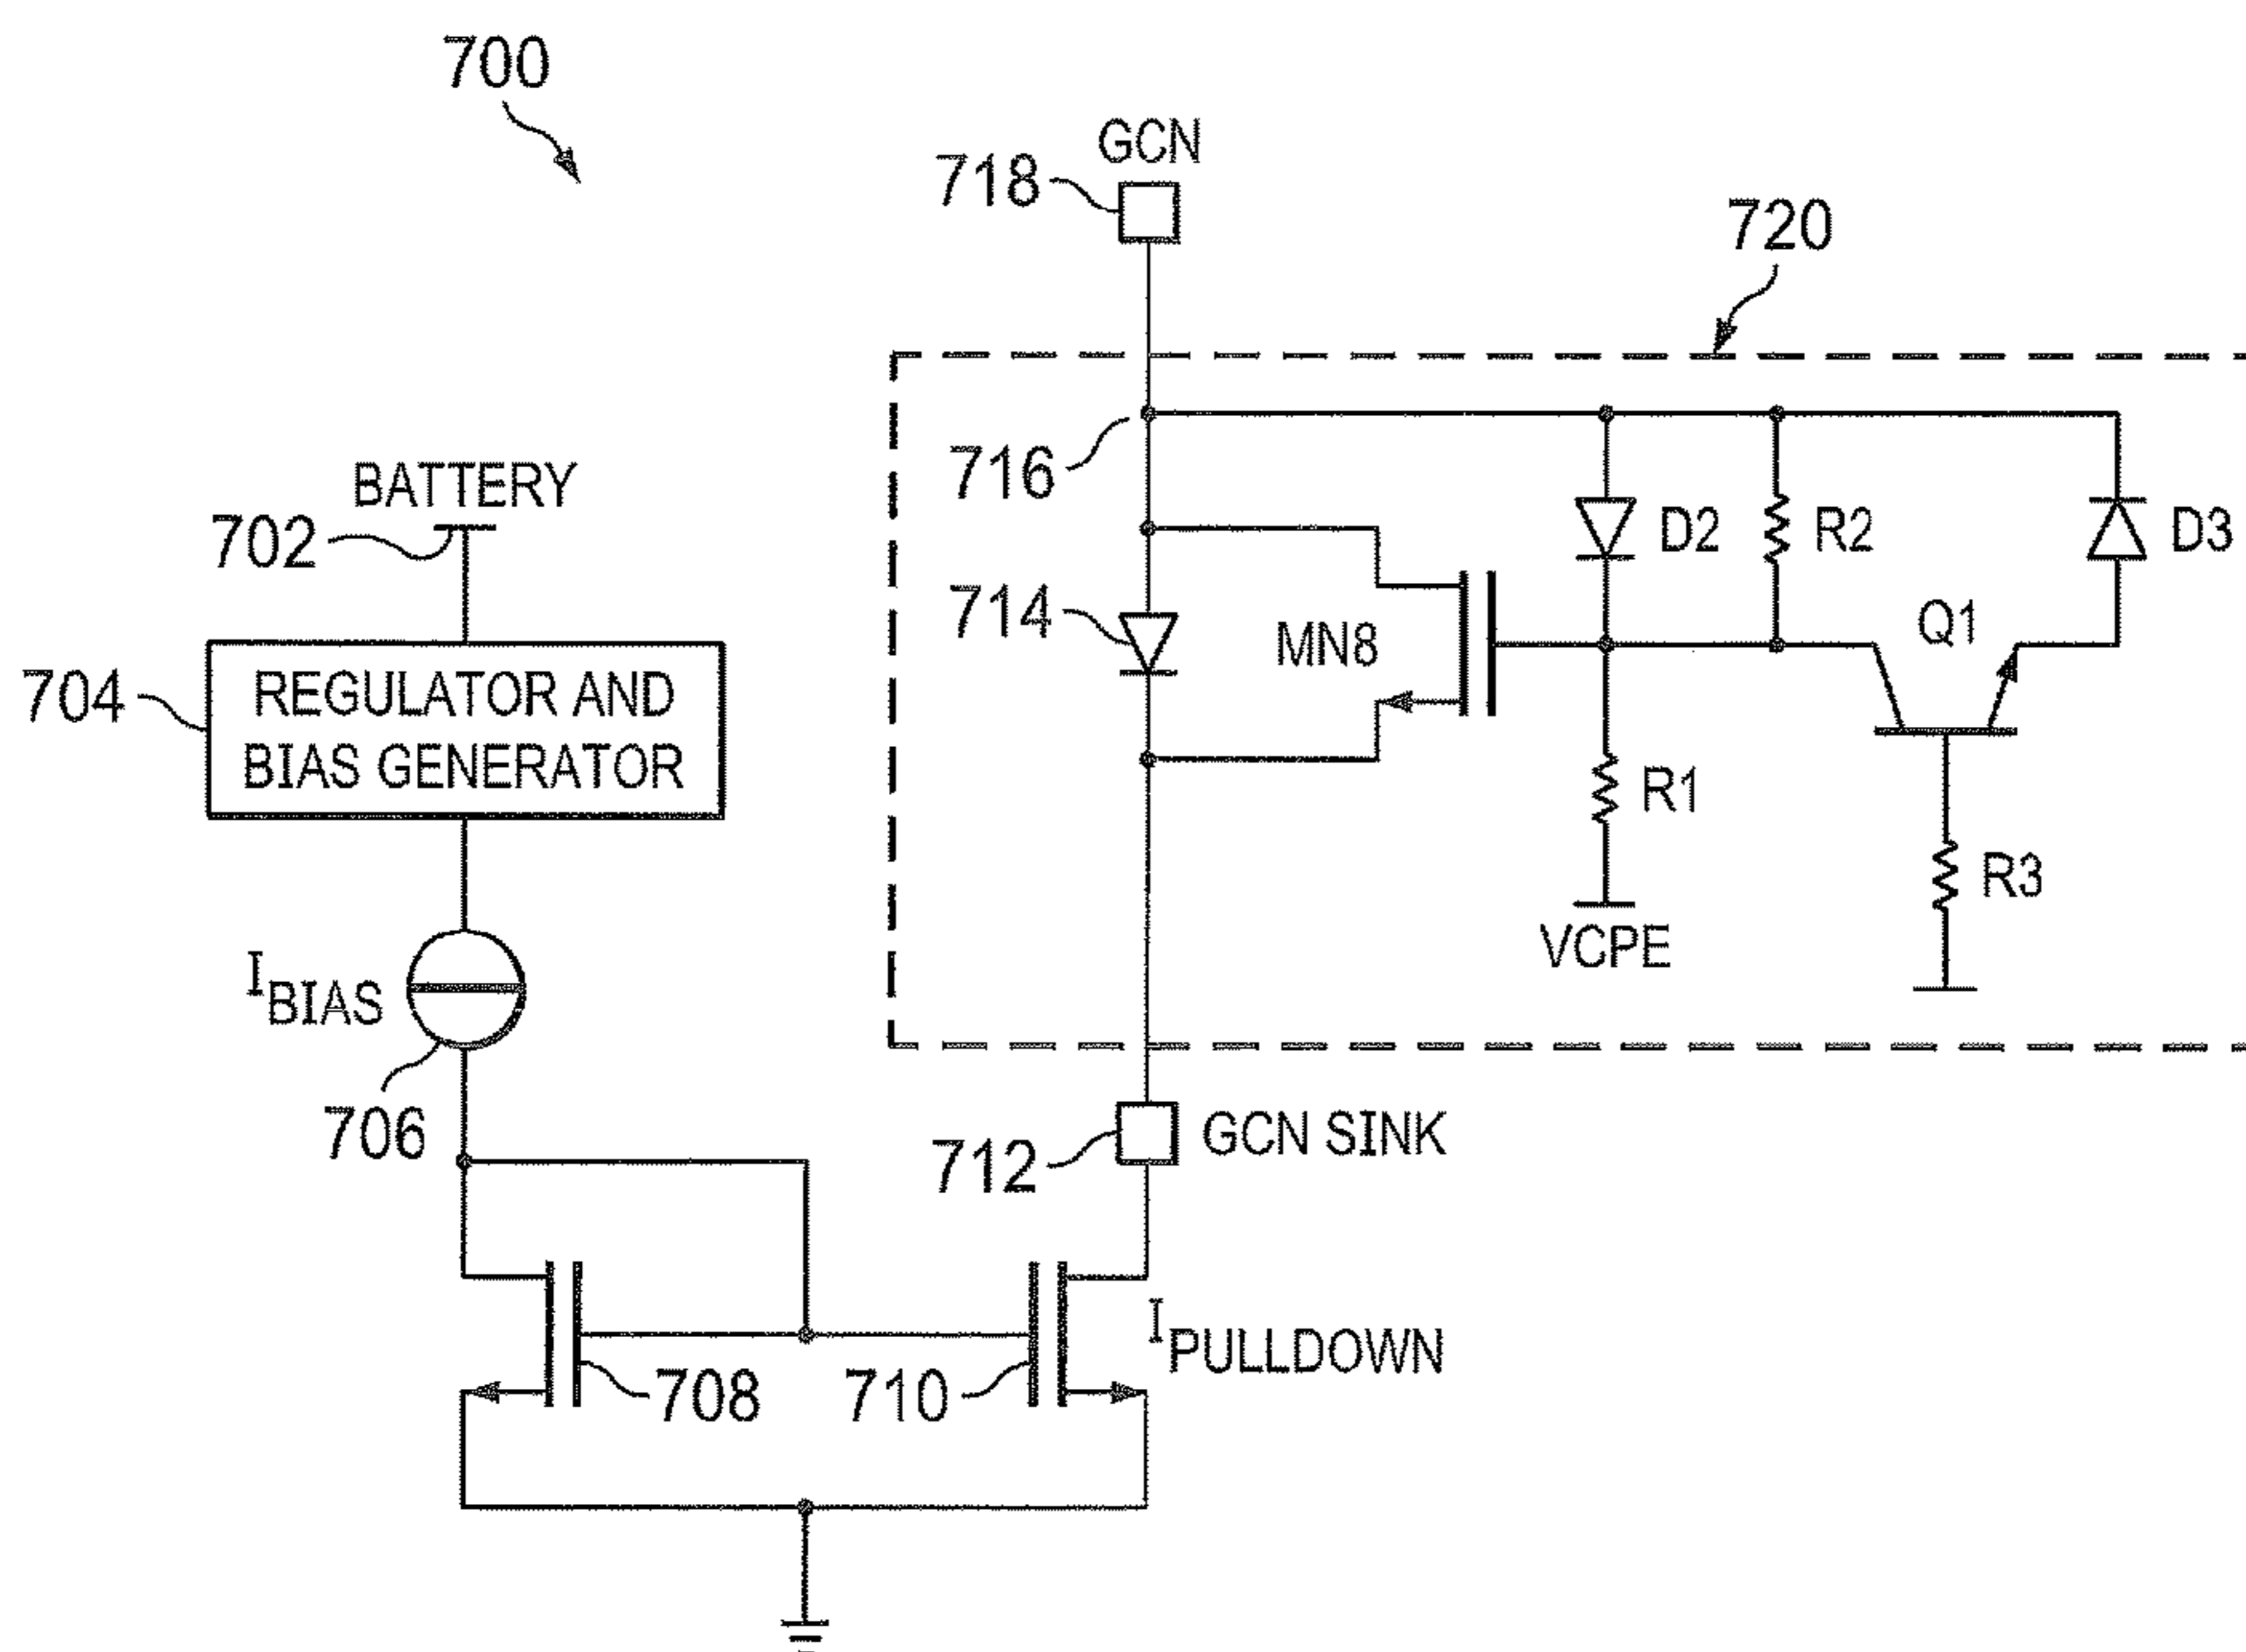 700
GCN
718
720
716
BATTERY
702
D2
R2
D3
714
MN8
Q1
704
REGULATOR AND
BIAS GENERATOR
R1
R3
VCPE
IBIAS
706
712
GCN SINK
IPULLDOWN
708
710